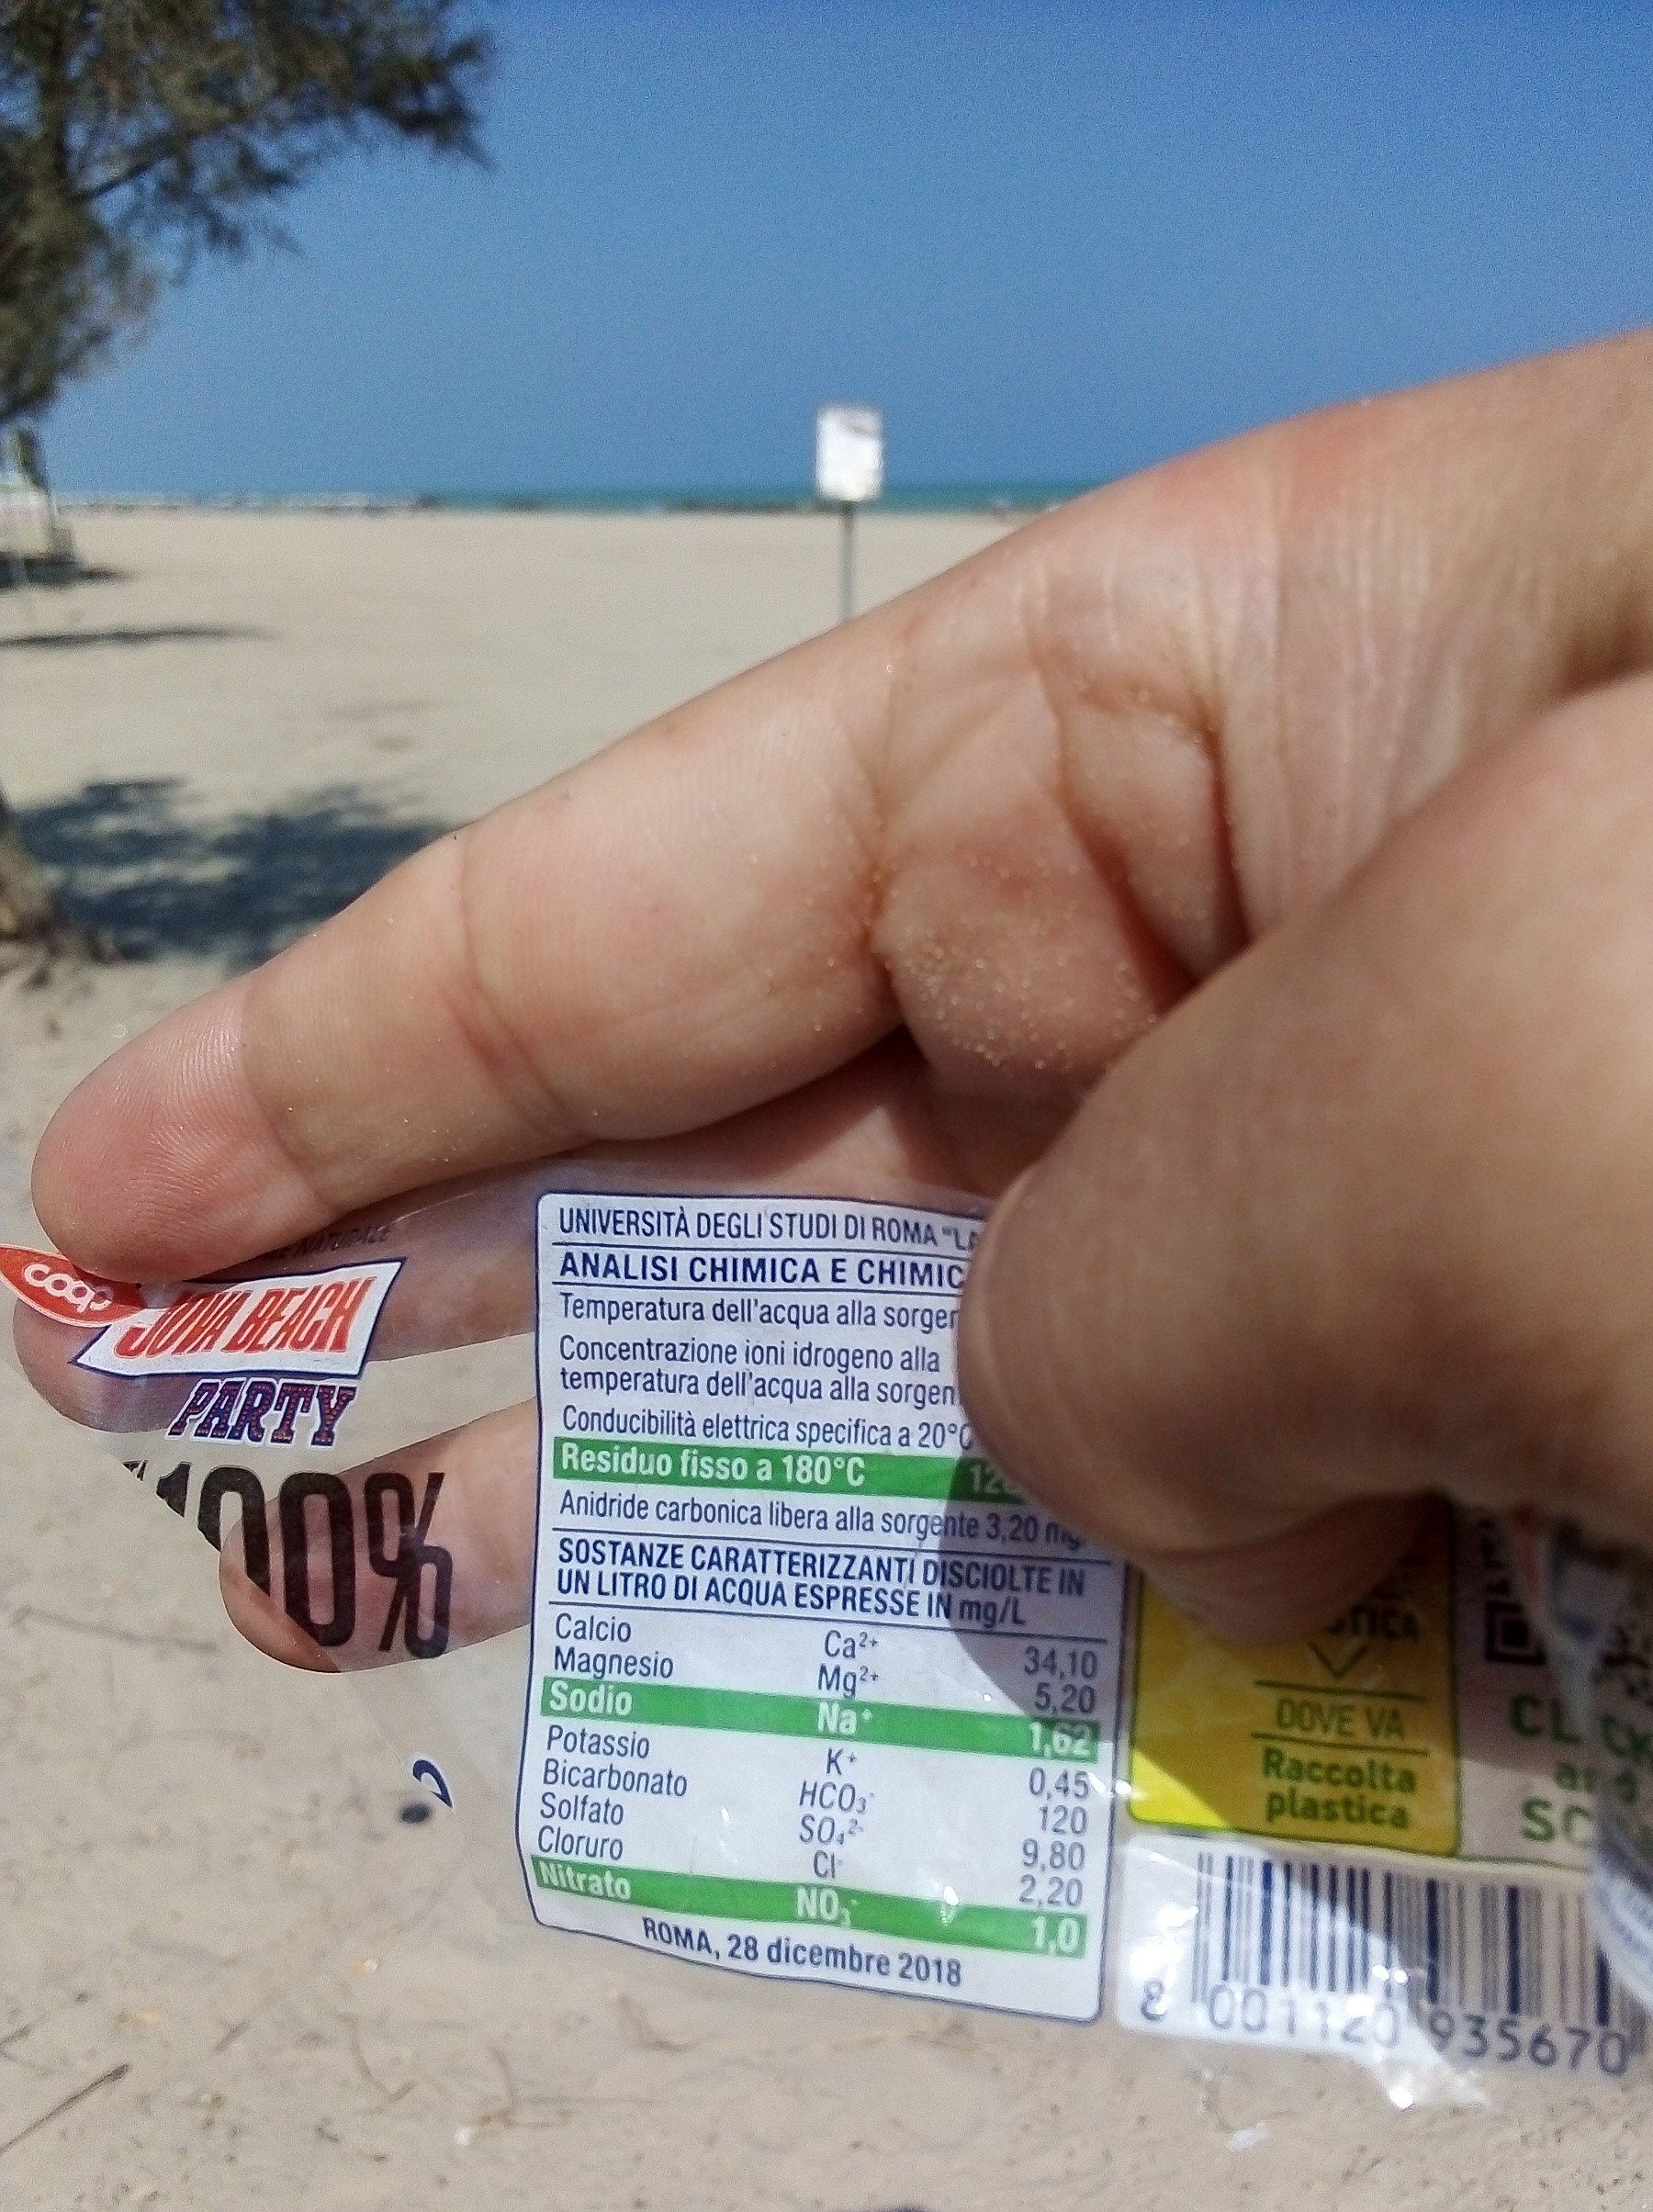 coop
JOVA BEACH
PARTY
100%
UNIVERSITÀ DEGLI STUDI DI ROMA "LA
ANALISI CHIMICA E CHIMIC
Temperatura dell'acqua alla sorgen
Concentrazione ioni idrogeno alla
temperatura dell'acqua alla sorgen
Conducibilità elettrica specifica a 20°C
Residuo fisso a 180°C
Anidride carbonica libera alla sorgente 3,20 mg
SOSTANZE CARATTERIZZANTI DISCIOLTE IN
UN LITRO DI ACQUA ESPRESSE IN mg/L
Calcio Ca²⁺ 34,10
Magnesio Mg²⁺ 5,20
Sodio Na⁺ 1,62
Potassio K⁺ 0,45
Bicarbonato HCO₃⁻ 120
Solfato SO₄²⁻ 9,80
Cloruro Cl⁻ 2,20
Nitrato NO₃⁻ 1,0
ROMA, 28 dicembre 2018
DOVE VA
Raccolta
plastica
8 001120 935670